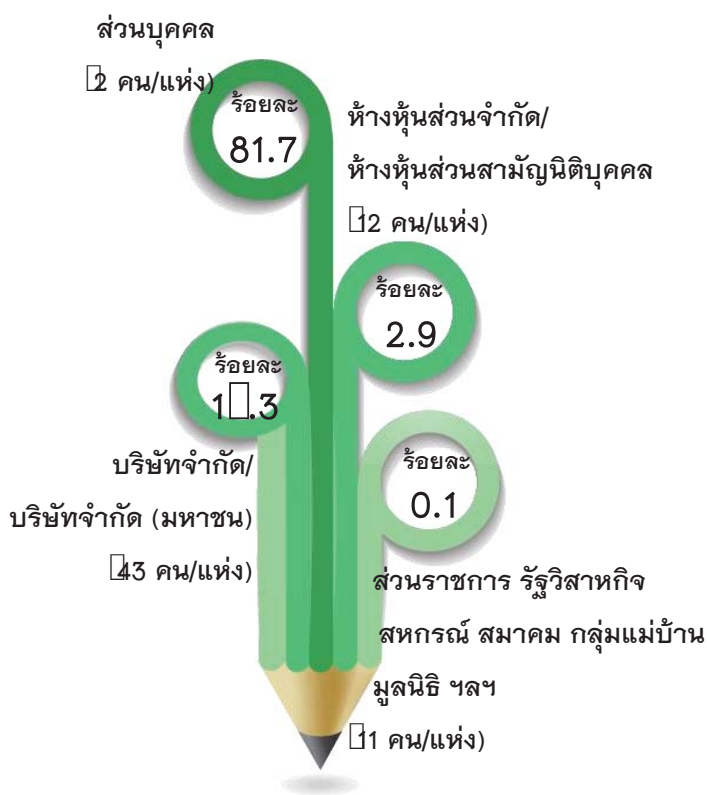 ส่วนบุคคล
2 คน/แห่ง)
ร้อยละ
81.7
ห้างหุ้นส่วนจำกัด/
ห้างหุ้นส่วนสามัญนิติบุคคล
12 คน/แห่ง)
ร้อยละ
2.9
ร้อยละ
1▯.3
บริษัทจำกัด/
บริษัทจำกัด (มหาชน)
43 คน/แห่ง)
ร้อยละ
0.1
ส่วนราชการ รัฐวิสาหกิจ
สหกรณ์ สมาคม กลุ่มแม่บ้าน
มูลนิธิ ฯลฯ
11 คน/แห่ง)